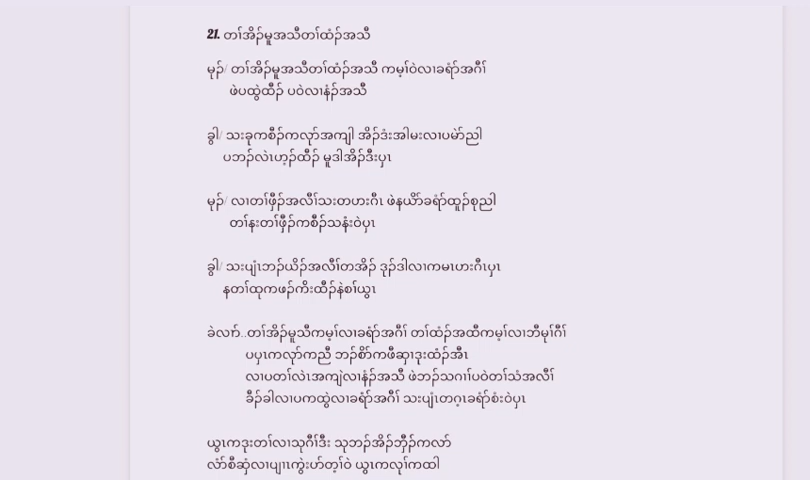 21. တၢ်အိၣ်မူအသီတၢ်ထံၣ်အသီ
မုၣ်/ တၢ်အိၣ်မူအသီတၢ်ထံၣ်အသီ ကမ့ၢ်ဝဲလၢခရံာ်အဂီၢ်
ဖဲပထွဲထီၣ် ပဝဲလၢနံၣ်အသီ
ခွါ/ သးခုကစီၣ်ကလုာ်အကျါ အိၣ်ဒံးအါမးလၢပမဲာ်ညါ
ပဘၣ်လဲၤဟ့ၣ်ထီၣ် မူဒါအိၣ်ဒီးပှၤ
မုၣ်/ လၢတၢ်ဖှီၣ်အလီၢ်သးတဟးဂီၤ ဖဲနယိာ်ခရံာ်ထူၣ်စုညါ
တၢ်နးတၢ်ဖှီၣ်ကစီၣ်သနံးဝဲပှၤ
ခွါ/ သးပျံၤဘၣ်ယိၣ်အလီၢ်တအိၣ် ဒုၣ်ဒါလၢကမၤဟးဂီၤပှၤ
နတၢ်ထုကဖၣ်ကိးထီၣ်နဲစၢ်ယွၤ
ခဲလၢာ်..တၢ်အိၣ်မူသီကမ့ၢ်လၢခရံာ်အဂီၢ် တၢ်ထံၣ်အထီကမ့ၢ်လၢဘီမုၢ်ဂီၢ်
ပပှၤကလုာ်ကညီ ဘၣ်စိာ်ကဖီဆှၢဒုးထံၣ်အီၤ
လၢပတၢ်လဲၤအကျဲလၢနံၣ်အသီ ဖဲဘၣ်သဂၢၢ်ပဝဲတၢ်သံအလီၢ်
ခီၣ်ခါလၢပကထွဲလၢခရံာ်အဂီၢ် သးပျံၤတဂ့ၤခရံာ်စံးဝဲပှၤ
ယွၤကဒုးတၢ်လၢသုဂီၢ်ဒီး သုဘၣ်အိၣ်ဘှီၣ်ကလာ်
လံာ်စီဆှံလၢပျၢၤကွဲးဟ်တ့ၢ်ဝဲ ယွၤကလုၢ်ကထါ